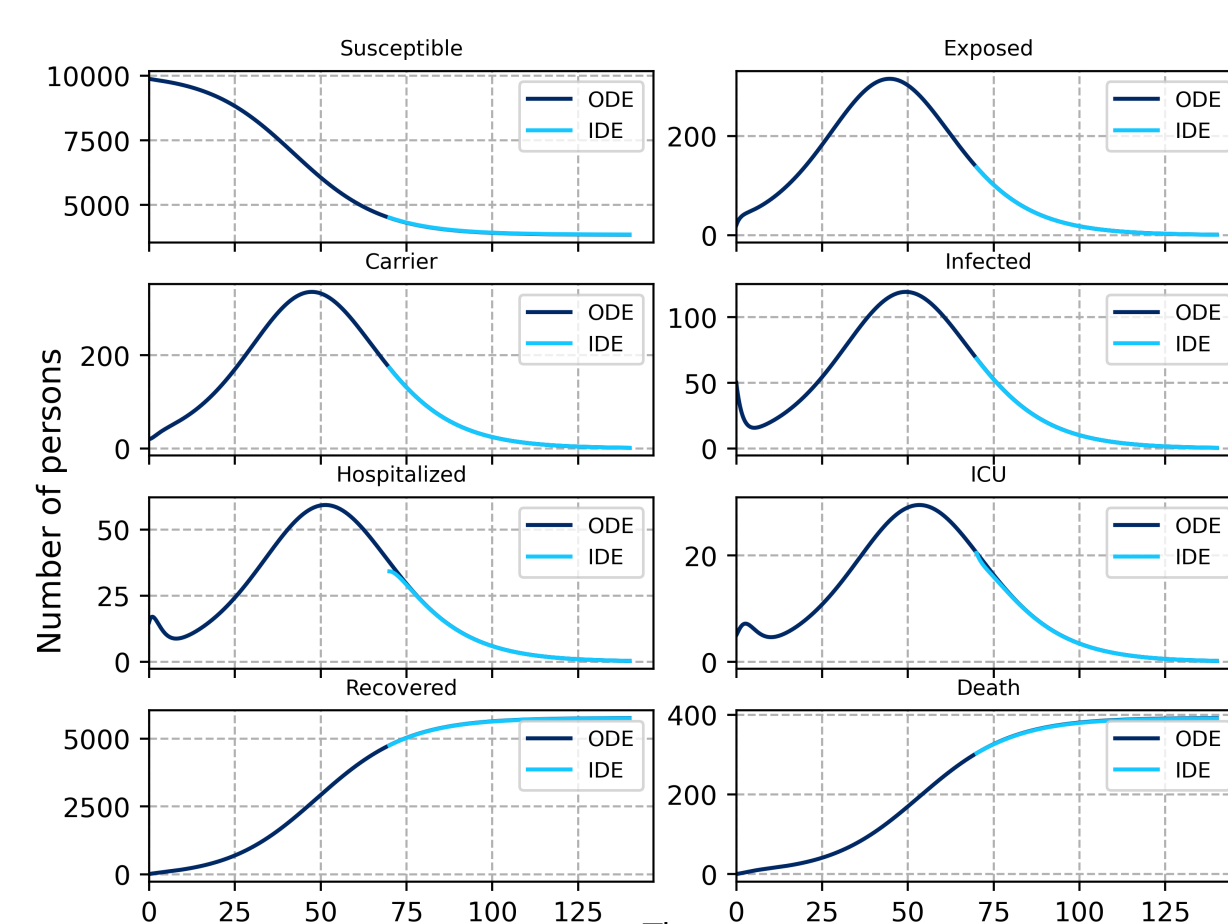 Susceptible
10000
7500
5000
ODE
IDE
Exposed
200
0
ODE
IDE
Carrier
200
0
ODE
IDE
Infected
100
50
0
ODE
IDE
Number of persons
Hospitalized
50
25
0
ODE
IDE
ICU
20
0
ODE
IDE
Recovered
5000
2500
0
ODE
IDE
0 25 50 75 100 125
Death
400
200
0
ODE
IDE
0 25 50 75 100 125